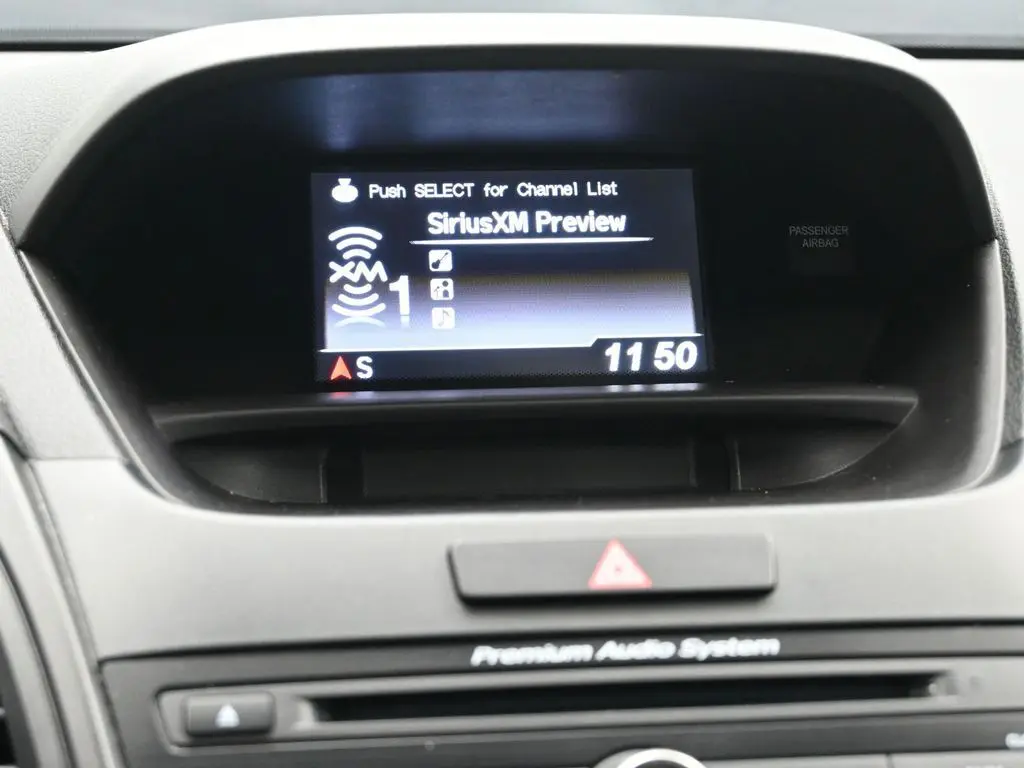 Push SELECT for Channel List
SiriusXM Preview
XM
1
S
11 50
PASSENGER
AIRBAG
Premium Audio System